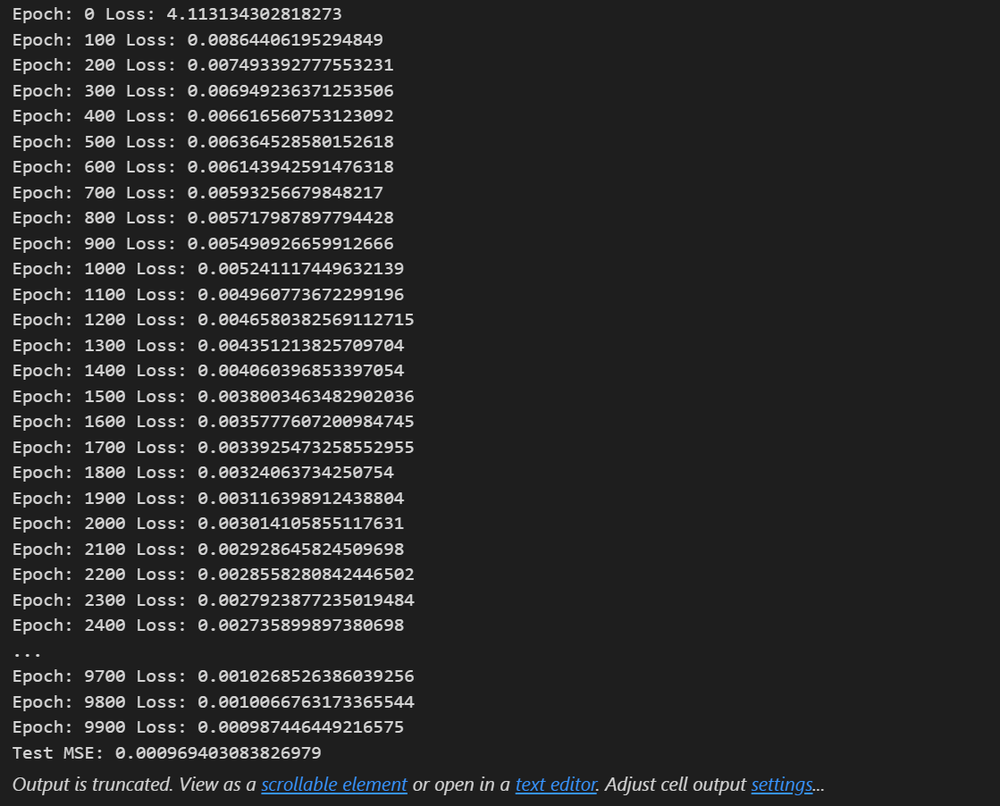 Epoch: 0 Loss: 4.113134302818273
Epoch: 100 Loss: 0.00864406195294849
Epoch: 200 Loss: 0.007493392777553231
Epoch: 300 Loss: 0.006949236371253506
Epoch: 400 Loss: 0.006616560753123092
Epoch: 500 Loss: 0.006364528580152618
Epoch: 600 Loss: 0.006143942591476318
Epoch: 700 Loss: 0.00593256679848217
Epoch: 800 Loss: 0.005717987897794428
Epoch: 900 Loss: 0.005490926659912666
Epoch: 1000 Loss: 0.005241117449632139
Epoch: 1100 Loss: 0.004960773672299196
Epoch: 1200 Loss: 0.0046580382569112715
Epoch: 1300 Loss: 0.004351213825709704
Epoch: 1400 Loss: 0.004060396853397054
Epoch: 1500 Loss: 0.0038003463482902036
Epoch: 1600 Loss: 0.0035777607200984745
Epoch: 1700 Loss: 0.0033925473258552955
Epoch: 1800 Loss: 0.00324063734250754
Epoch: 1900 Loss: 0.003116398912438804
Epoch: 2000 Loss: 0.003014105855117631
Epoch: 2100 Loss: 0.002928645824509698
Epoch: 2200 Loss: 0.0028558280842446502
Epoch: 2300 Loss: 0.0027923877235019484
Epoch: 2400 Loss: 0.002735899897380698
...
Epoch: 9700 Loss: 0.0010268526386039256
Epoch: 9800 Loss: 0.0010066763173365544
Epoch: 9900 Loss: 0.000987446449216575
Test MSE: 0.000969403083826979
Output is truncated. View as a scrollable element or open in a text editor. Adjust cell output settings...